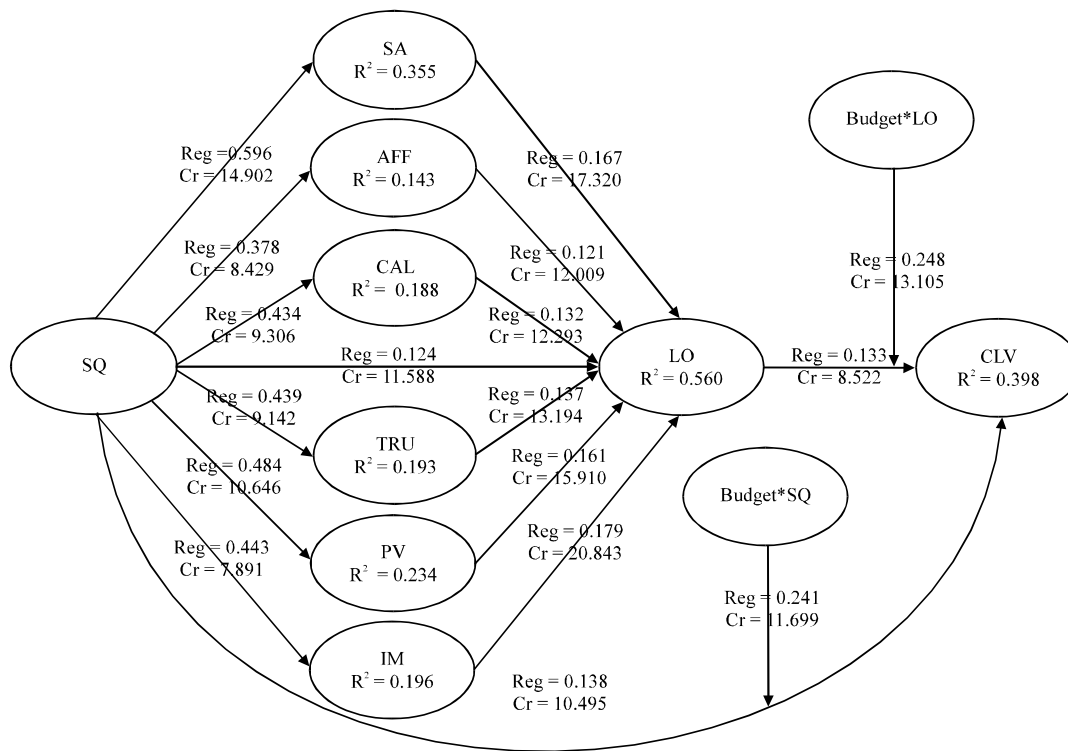 SA
R² = 0.355
Budget*LO
Reg =0.596
Cr = 14.902
AFF
R² = 0.143
Reg = 0.167
Cr = 17.320
Reg = 0.378
Cr = 8.429
CAL
R² = 0.188
Reg = 0.121
Cr = 12.009
Reg = 0.248
Cr = 13.105
Reg = 0.434
Cr = 9.306
Reg = 0.132
Cr = 12.293
SQ
Reg = 0.124
Cr = 11.588
LO
R² = 0.560
Reg = 0.133
Cr = 8.522
CLV
R² = 0.398
Reg = 0.439
Cr = 9.142
Reg = 0.137
Cr = 13.194
TRU
R² = 0.193
Reg = 0.484
Cr = 10.646
Reg = 0.161
Cr = 15.910
Budget*SQ
Reg = 0.443
Cr = 7.891
PV
R² = 0.234
Reg = 0.179
Cr = 20.843
Reg = 0.241
Cr = 11.699
IM
R² = 0.196
Reg = 0.138
Cr = 10.495